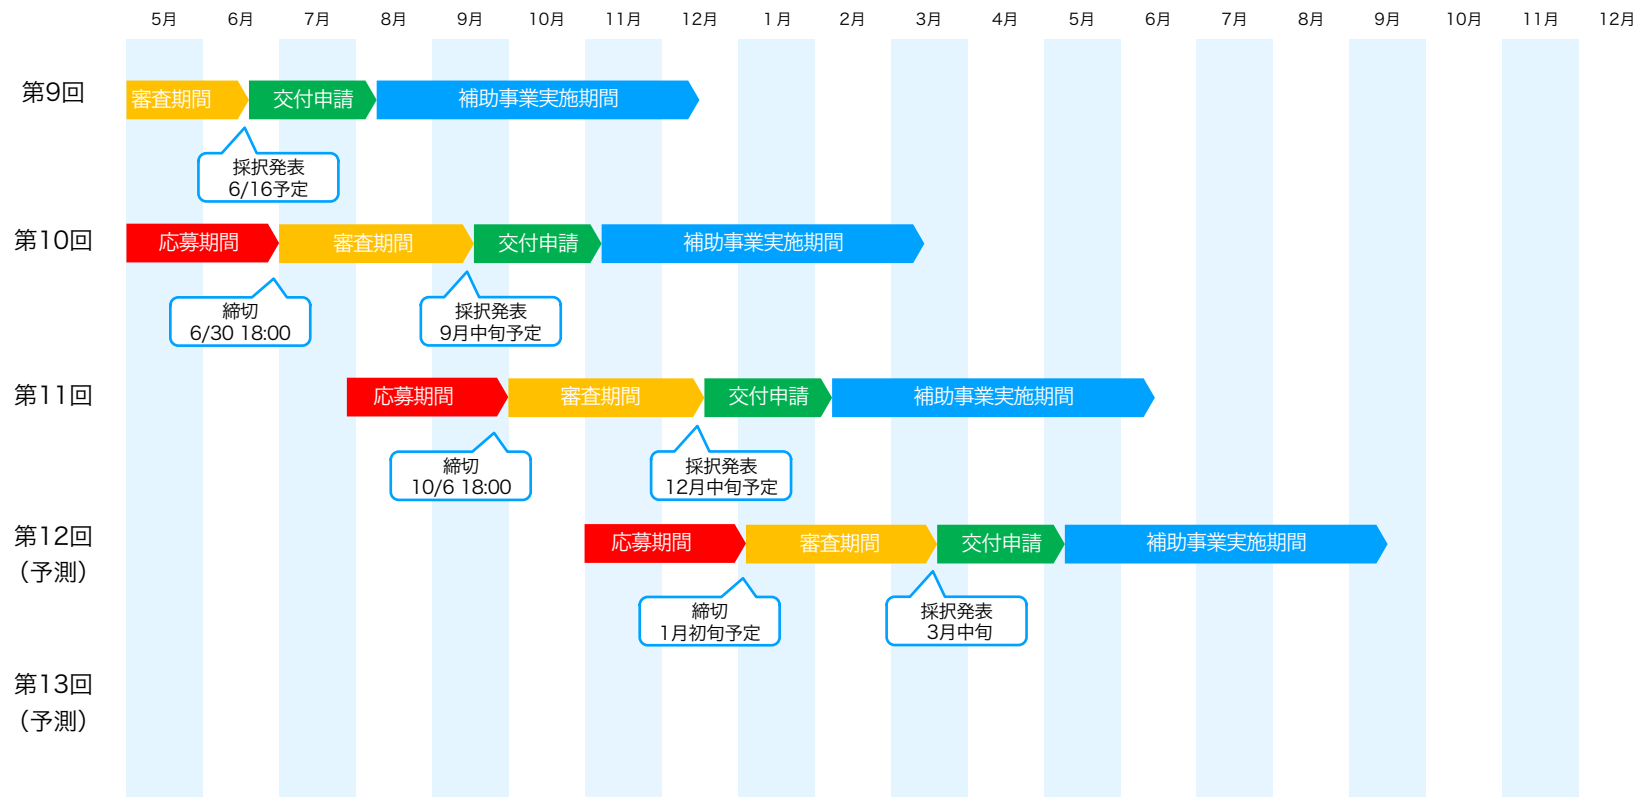 5月 6月 7月 8月 9月 10月 11月 12月 1月 2月 3月 4月 5月 6月 7月 8月 9月 10月 11月 12月
第9回
審査期間 交付申請 補助事業実施期間
採択発表
6/16予定
第10回
応募期間 審査期間 交付申請 補助事業実施期間
締切
6/30 18:00
採択発表
9月中旬予定
第11回
応募期間 審査期間 交付申請 補助事業実施期間
締切
10/6 18:00
採択発表
12月中旬予定
第12回
（予測）
応募期間 審査期間 交付申請 補助事業実施期間
締切
1月初旬予定
採択発表
3月中旬
第13回
（予測）